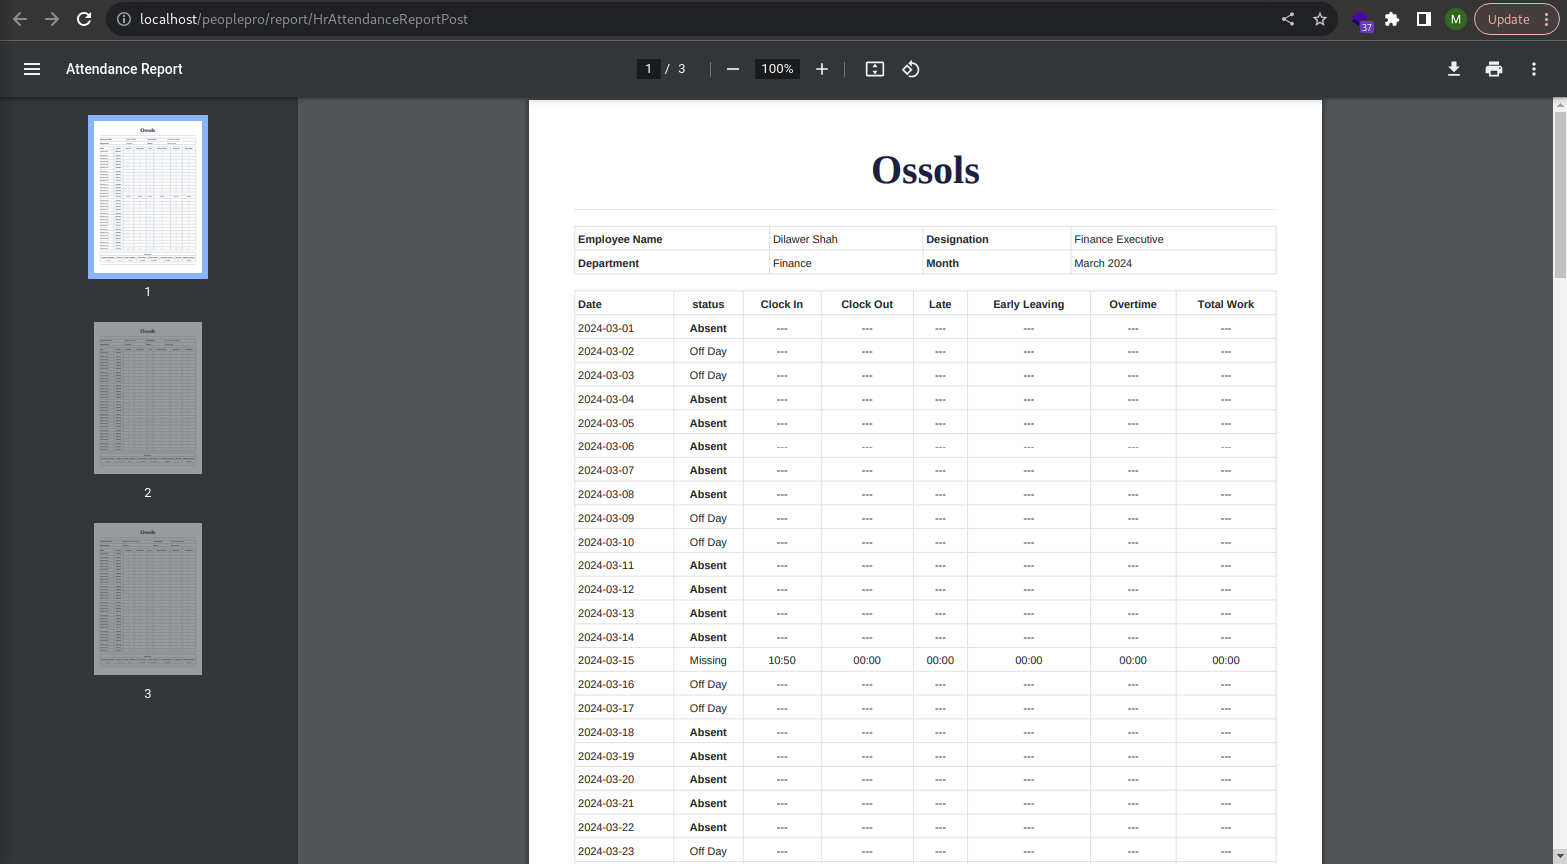 localhost/peoplepro/report/HrAttendanceReportPost
37
M
Update
Attendance Report
1 / 3
100%
1
2
3
Ossols
Employee Name Dilawer Shah Designation Finance Executive
Department Finance Month March 2024
Date status Clock In Clock Out Late Early Leaving Overtime Total Work
2024-03-01 Absent --- --- --- --- --- ---
2024-03-02 Off Day --- --- --- --- --- ---
2024-03-03 Off Day --- --- --- --- --- ---
2024-03-04 Absent --- --- --- --- --- ---
2024-03-05 Absent --- --- --- --- --- ---
2024-03-06 Absent --- --- --- --- --- ---
2024-03-07 Absent --- --- --- --- --- ---
2024-03-08 Absent --- --- --- --- --- ---
2024-03-09 Off Day --- --- --- --- --- ---
2024-03-10 Off Day --- --- --- --- --- ---
2024-03-11 Absent --- --- --- --- --- ---
2024-03-12 Absent --- --- --- --- --- ---
2024-03-13 Absent --- --- --- --- --- ---
2024-03-14 Absent --- --- --- --- --- ---
2024-03-15 Missing 10:50 00:00 00:00 00:00 00:00 00:00
2024-03-16 Off Day --- --- --- --- --- ---
2024-03-17 Off Day --- --- --- --- --- ---
2024-03-18 Absent --- --- --- --- --- ---
2024-03-19 Absent --- --- --- --- --- ---
2024-03-20 Absent --- --- --- --- --- ---
2024-03-21 Absent --- --- --- --- --- ---
2024-03-22 Absent --- --- --- --- --- ---
2024-03-23 Off Day --- --- --- --- --- ---